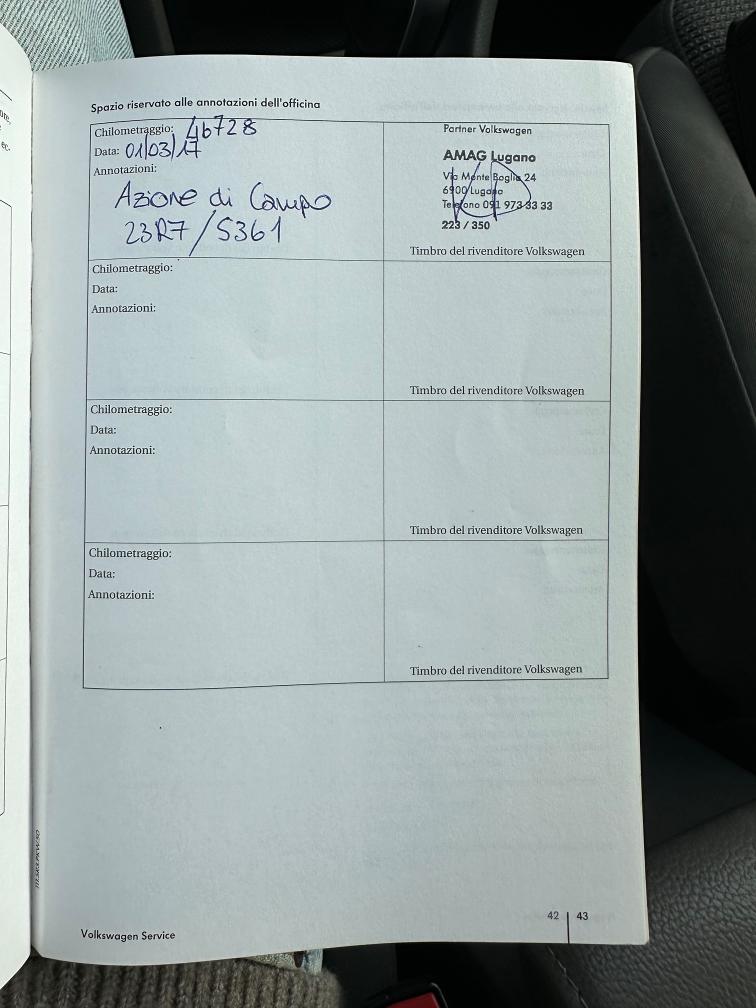 Spazio riservato alle annotazioni dell'officina
Chilometraggio: 46728
Data: 01/03/17
Annotazioni:
Azione di Campo
23R7/S361
Partner Volkswagen
AMAG Lugano
Via Monte Boglia 24
6900 Lugano
Telefono 091 973 33 33
223 / 350
Timbro del rivenditore Volkswagen
Chilometraggio:
Data:
Annotazioni:
Timbro del rivenditore Volkswagen
Chilometraggio:
Data:
Annotazioni:
Timbro del rivenditore Volkswagen
Chilometraggio:
Data:
Annotazioni:
Timbro del rivenditore Volkswagen
Volkswagen Service
42 | 43